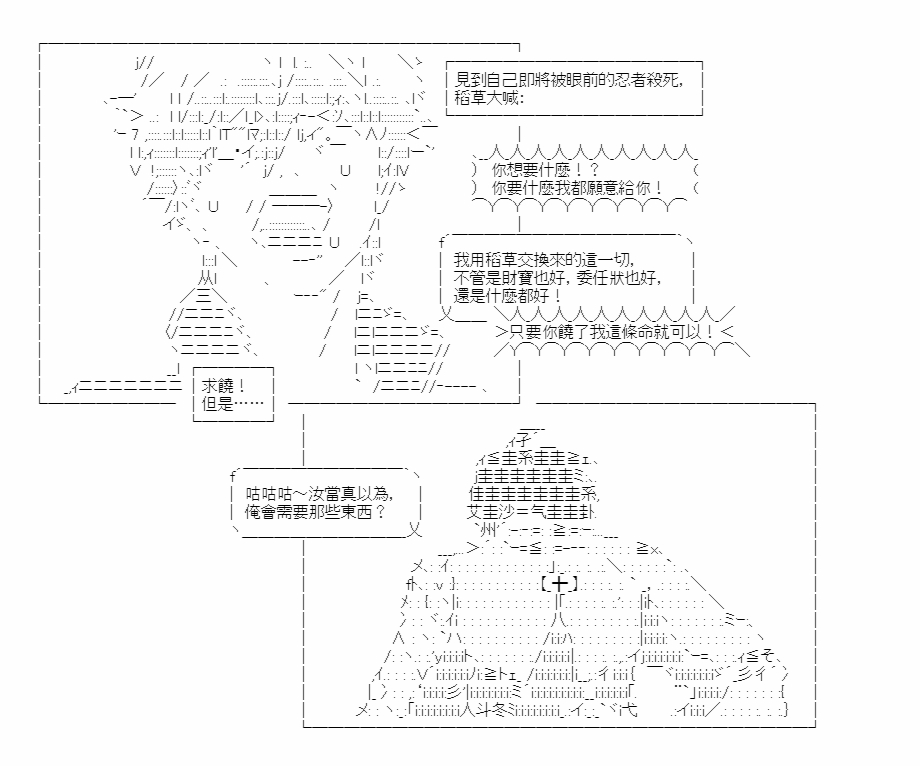 見到自己即將被眼前的忍者殺死，
稻草大喊：
你想要什麼！？
你要什麼我都願意給你！
我用稻草交換來的這一切，
不管是財寶也好，委任狀也好，
還是什麼都好！
只要你饒了我這條命就可以！
求饒！
但是……
咕咕咕～汝當真以為，
俺會需要那些東西？